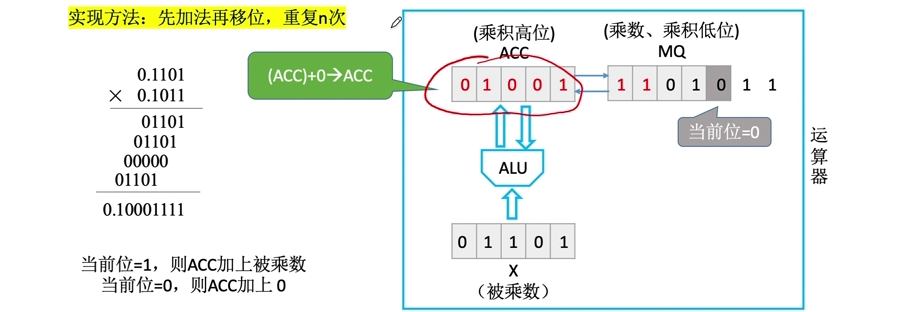 实现方法：先加法再移位，重复n次
0.1101
× 0.1011
01101
01101
00000
01101
0.10001111
当前位=1，则ACC加上被乘数
当前位=0，则ACC加上 0
(ACC)+0→ACC
(乘积高位)
ACC
0 1 0 0 1
(乘数、乘积低位)
MQ
1 1 0 1 0 1 1
当前位=0
ALU
0 1 1 0 1
X
（被乘数）
运算器